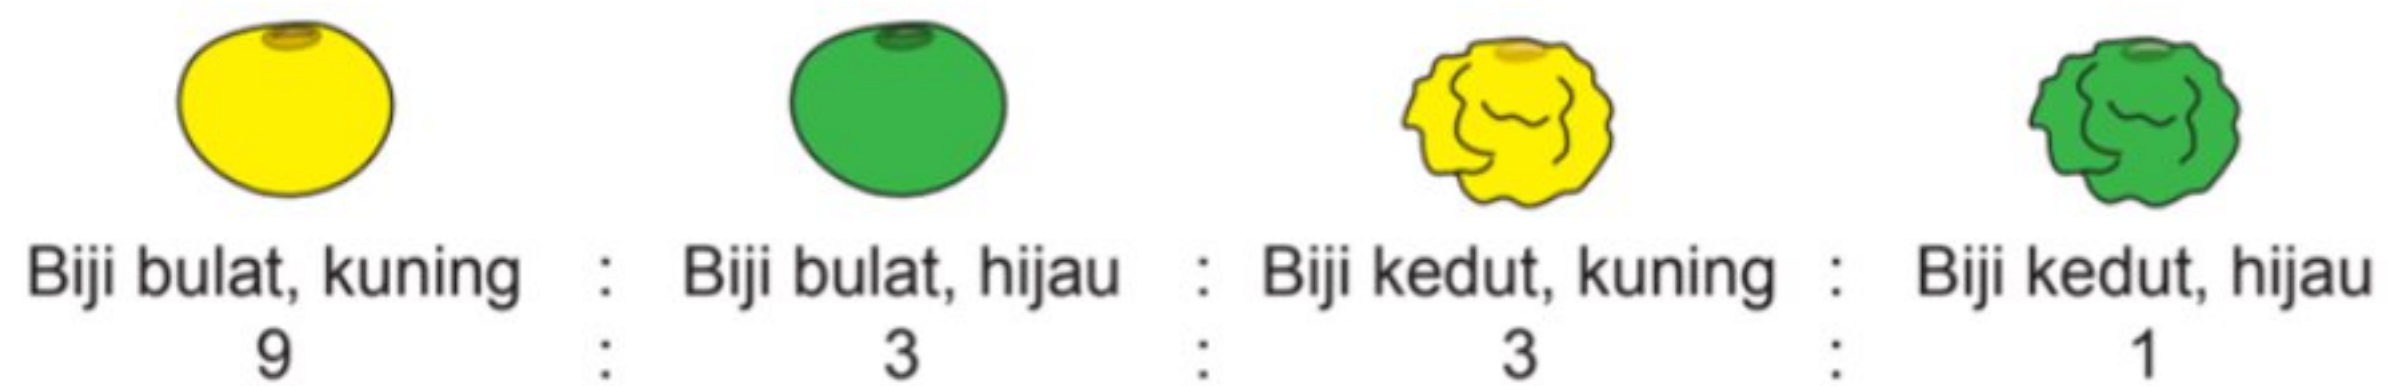 Biji bulat, kuning : Biji bulat, hijau : Biji kedut, kuning : Biji kedut, hijau
9 : 3 : 3 : 1